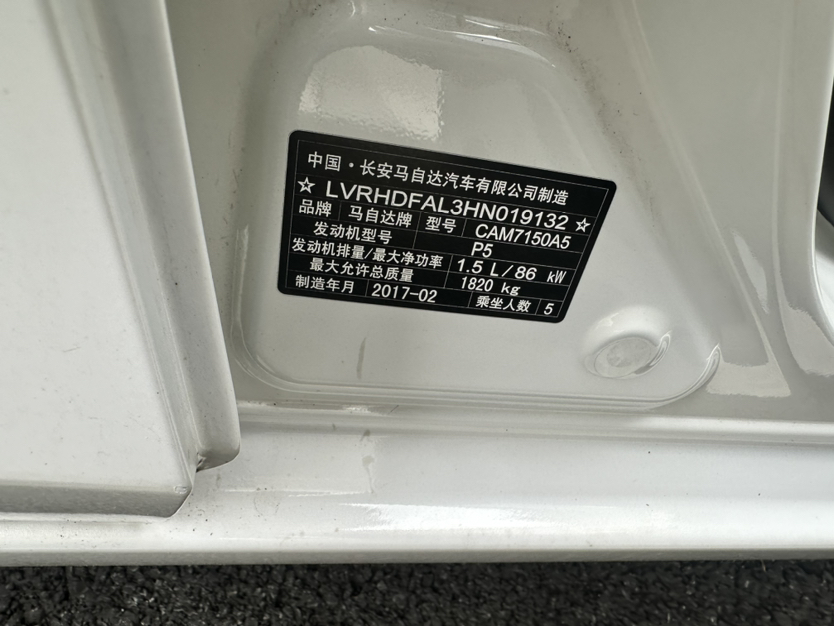 中国·长安马自达汽车有限公司制造
☆ LVRHDFAL3HN019132 ☆
品牌 马自达牌 型号 CAM7150A5
发动机型号 P5
发动机排量/最大净功率 1.5 L/86 kW
最大允许总质量 1820 kg
制造年月 2017-02 乘坐人数 5